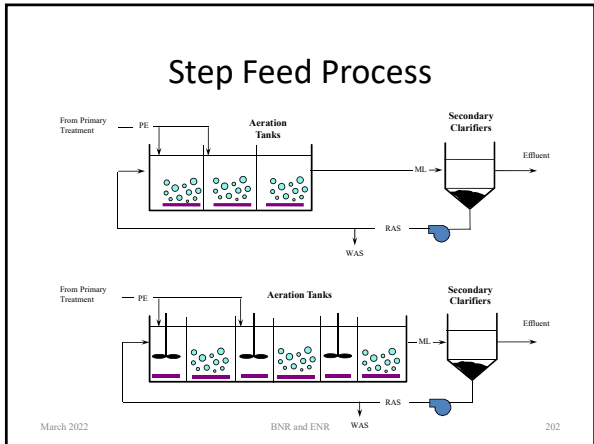 Step Feed Process
From Primary
Treatment
PE
Aeration
Tanks
Secondary
Clarifiers
ML
Effluent
RAS
WAS
From Primary
Treatment
PE
Aeration Tanks
Secondary
Clarifiers
ML
Effluent
RAS
WAS
March 2022
BNR and ENR
202